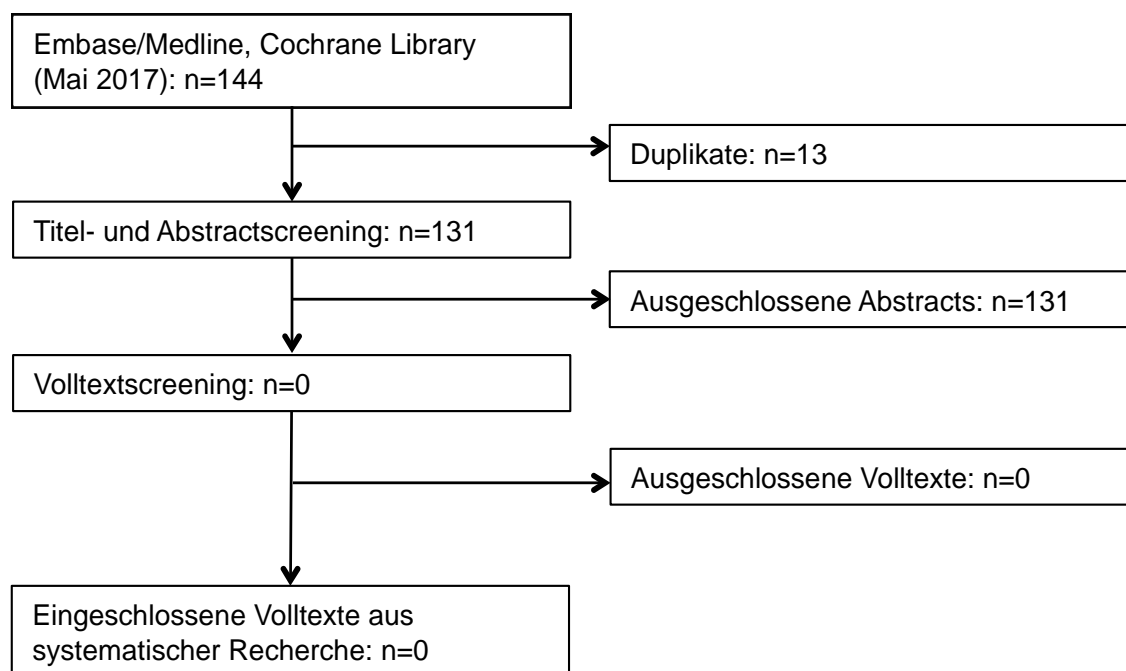 Embase/Medline, Cochrane Library
(Mai 2017): n=144
Duplikate: n=13
Titel- und Abstractscreening: n=131
Ausgeschlossene Abstracts: n=131
Volltextscreening: n=0
Ausgeschlossene Volltexte: n=0
Eingeschlossene Volltexte aus
systematischer Recherche: n=0